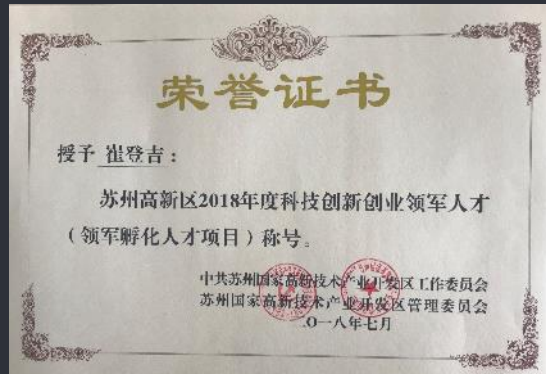 荣誉证书
授予 崔登吉：
苏州高新区2018年度科技创新创业领军人才
（领军孵化人才项目）称号。
中共苏州国家高新技术产业开发区工作委员会
苏州国家高新技术产业开发区管理委员会
二〇一八年七月